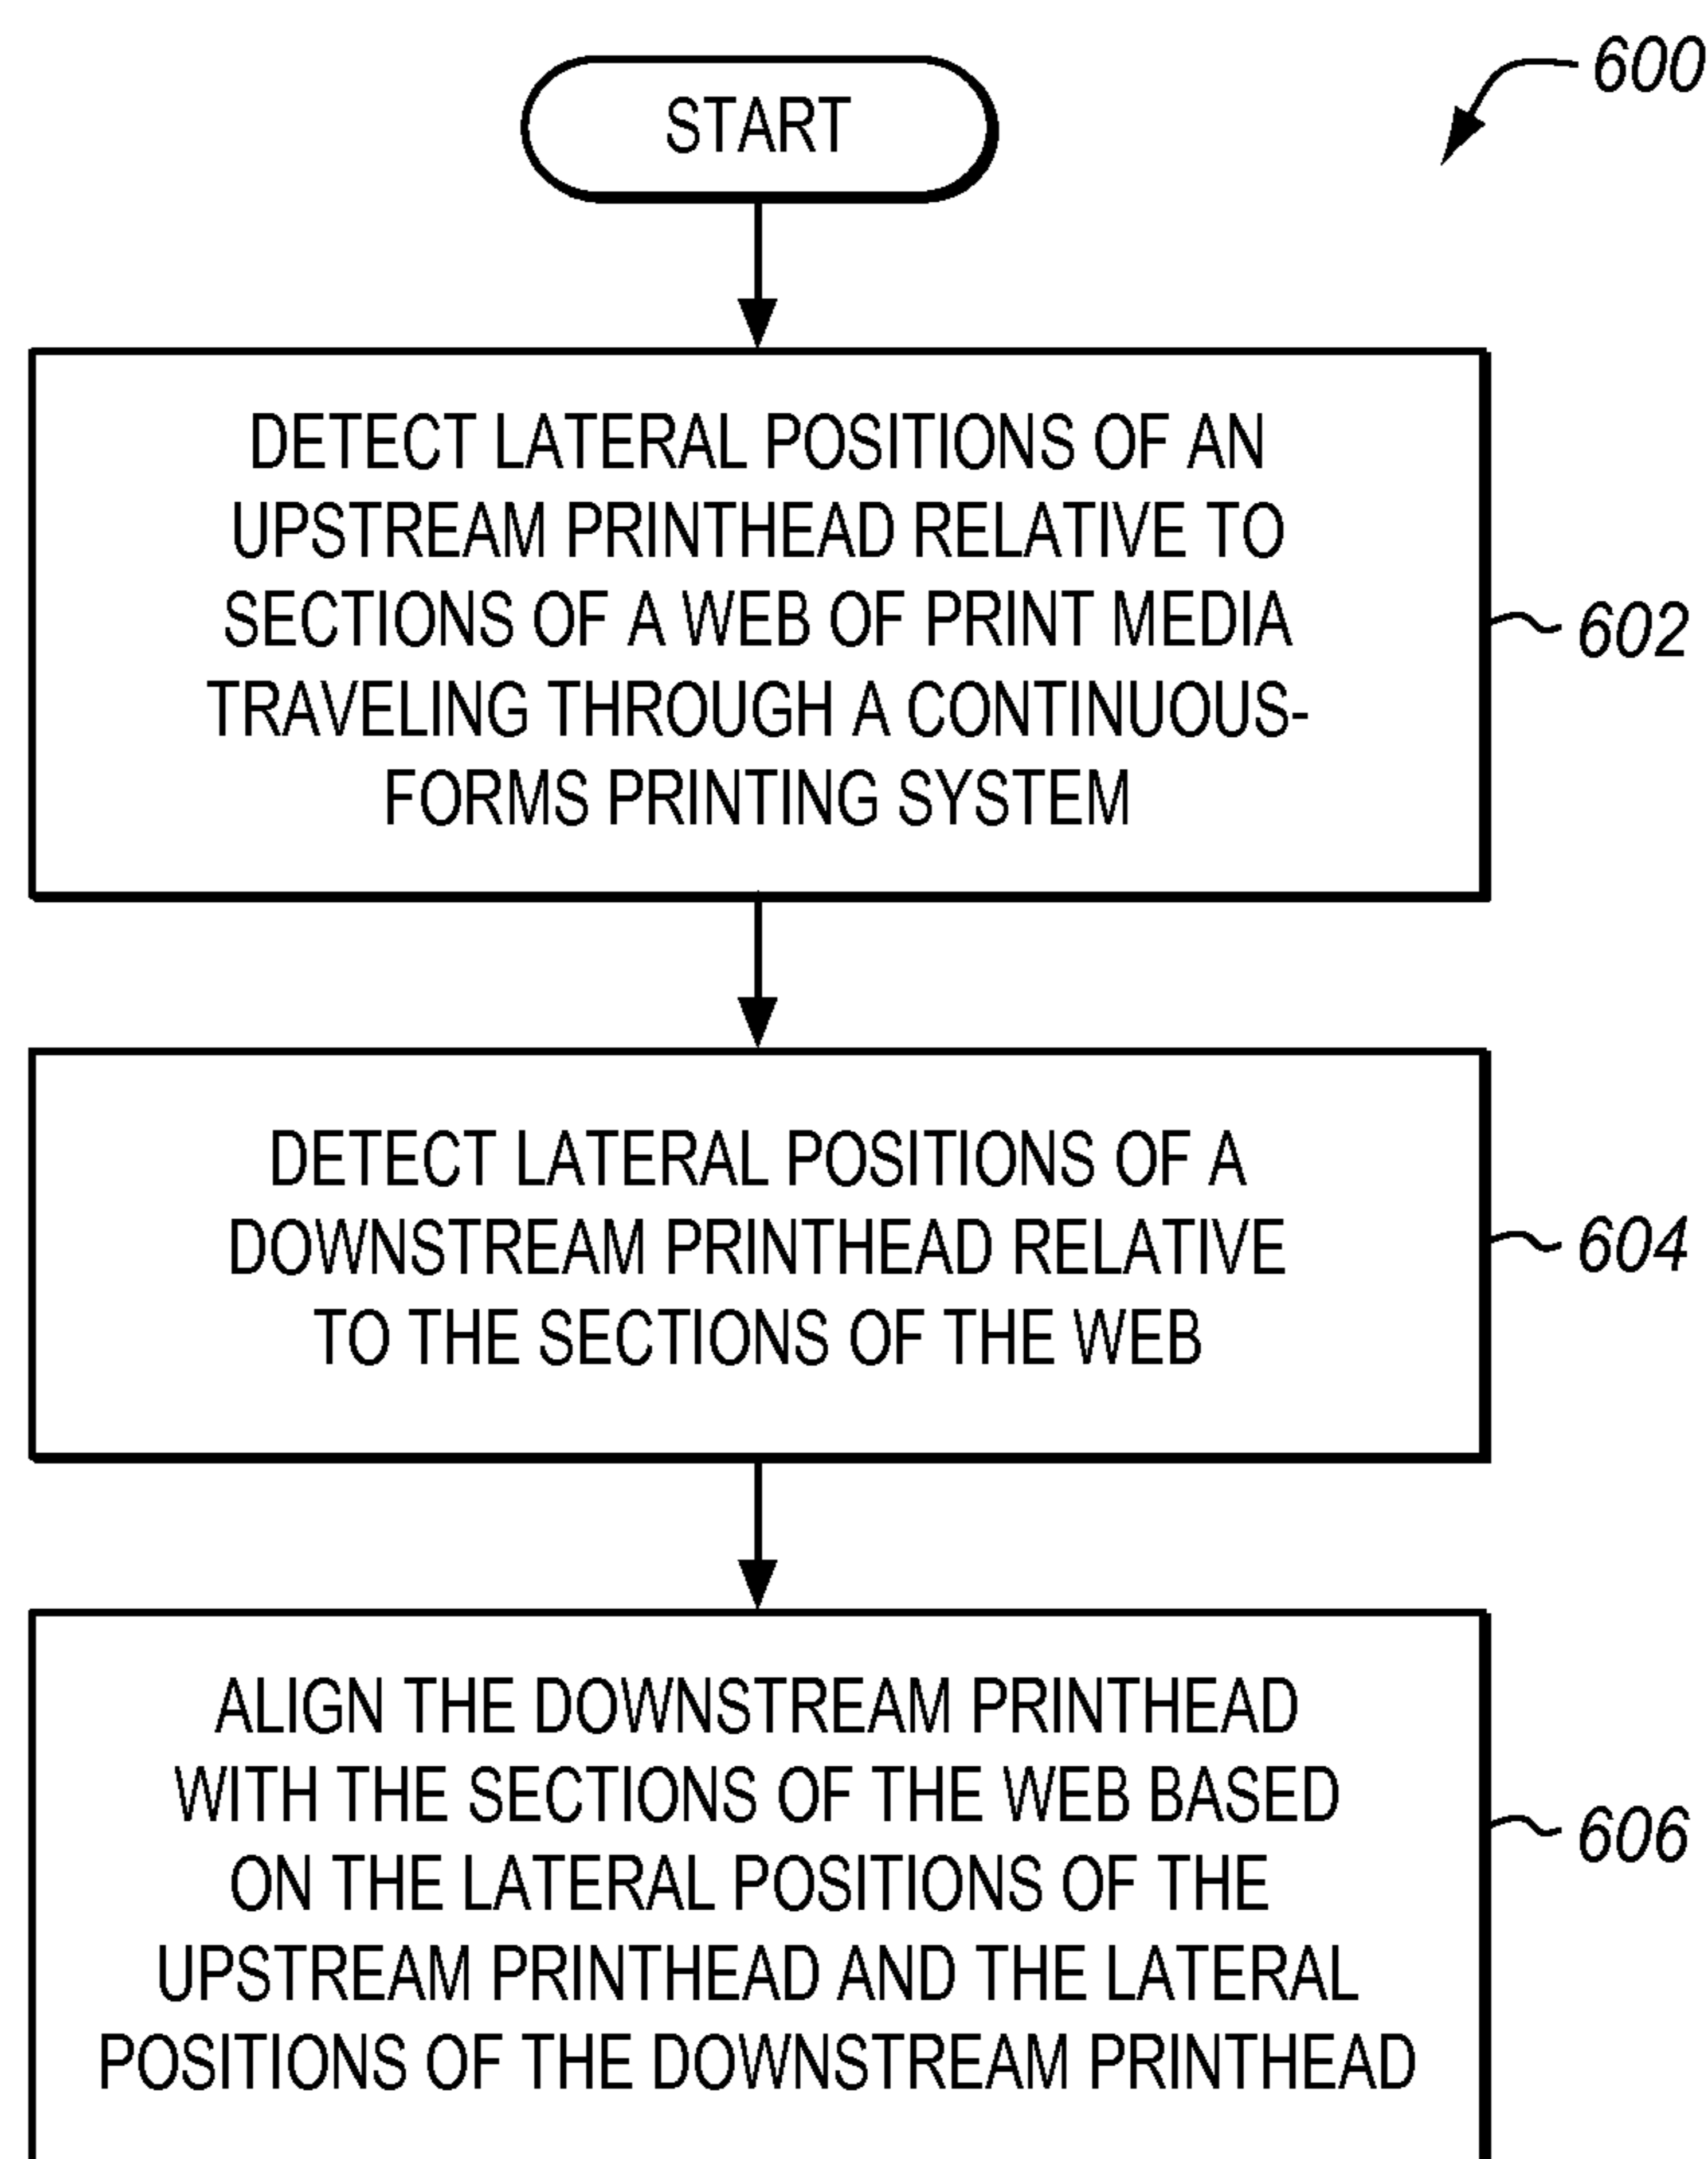 600
START
DETECT LATERAL POSITIONS OF AN
UPSTREAM PRINTHEAD RELATIVE TO
SECTIONS OF A WEB OF PRINT MEDIA
TRAVELING THROUGH A CONTINUOUS-
FORMS PRINTING SYSTEM
602
DETECT LATERAL POSITIONS OF A
DOWNSTREAM PRINTHEAD RELATIVE
TO THE SECTIONS OF THE WEB
604
ALIGN THE DOWNSTREAM PRINTHEAD
WITH THE SECTIONS OF THE WEB BASED
ON THE LATERAL POSITIONS OF THE
UPSTREAM PRINTHEAD AND THE LATERAL
POSITIONS OF THE DOWNSTREAM PRINTHEAD
606